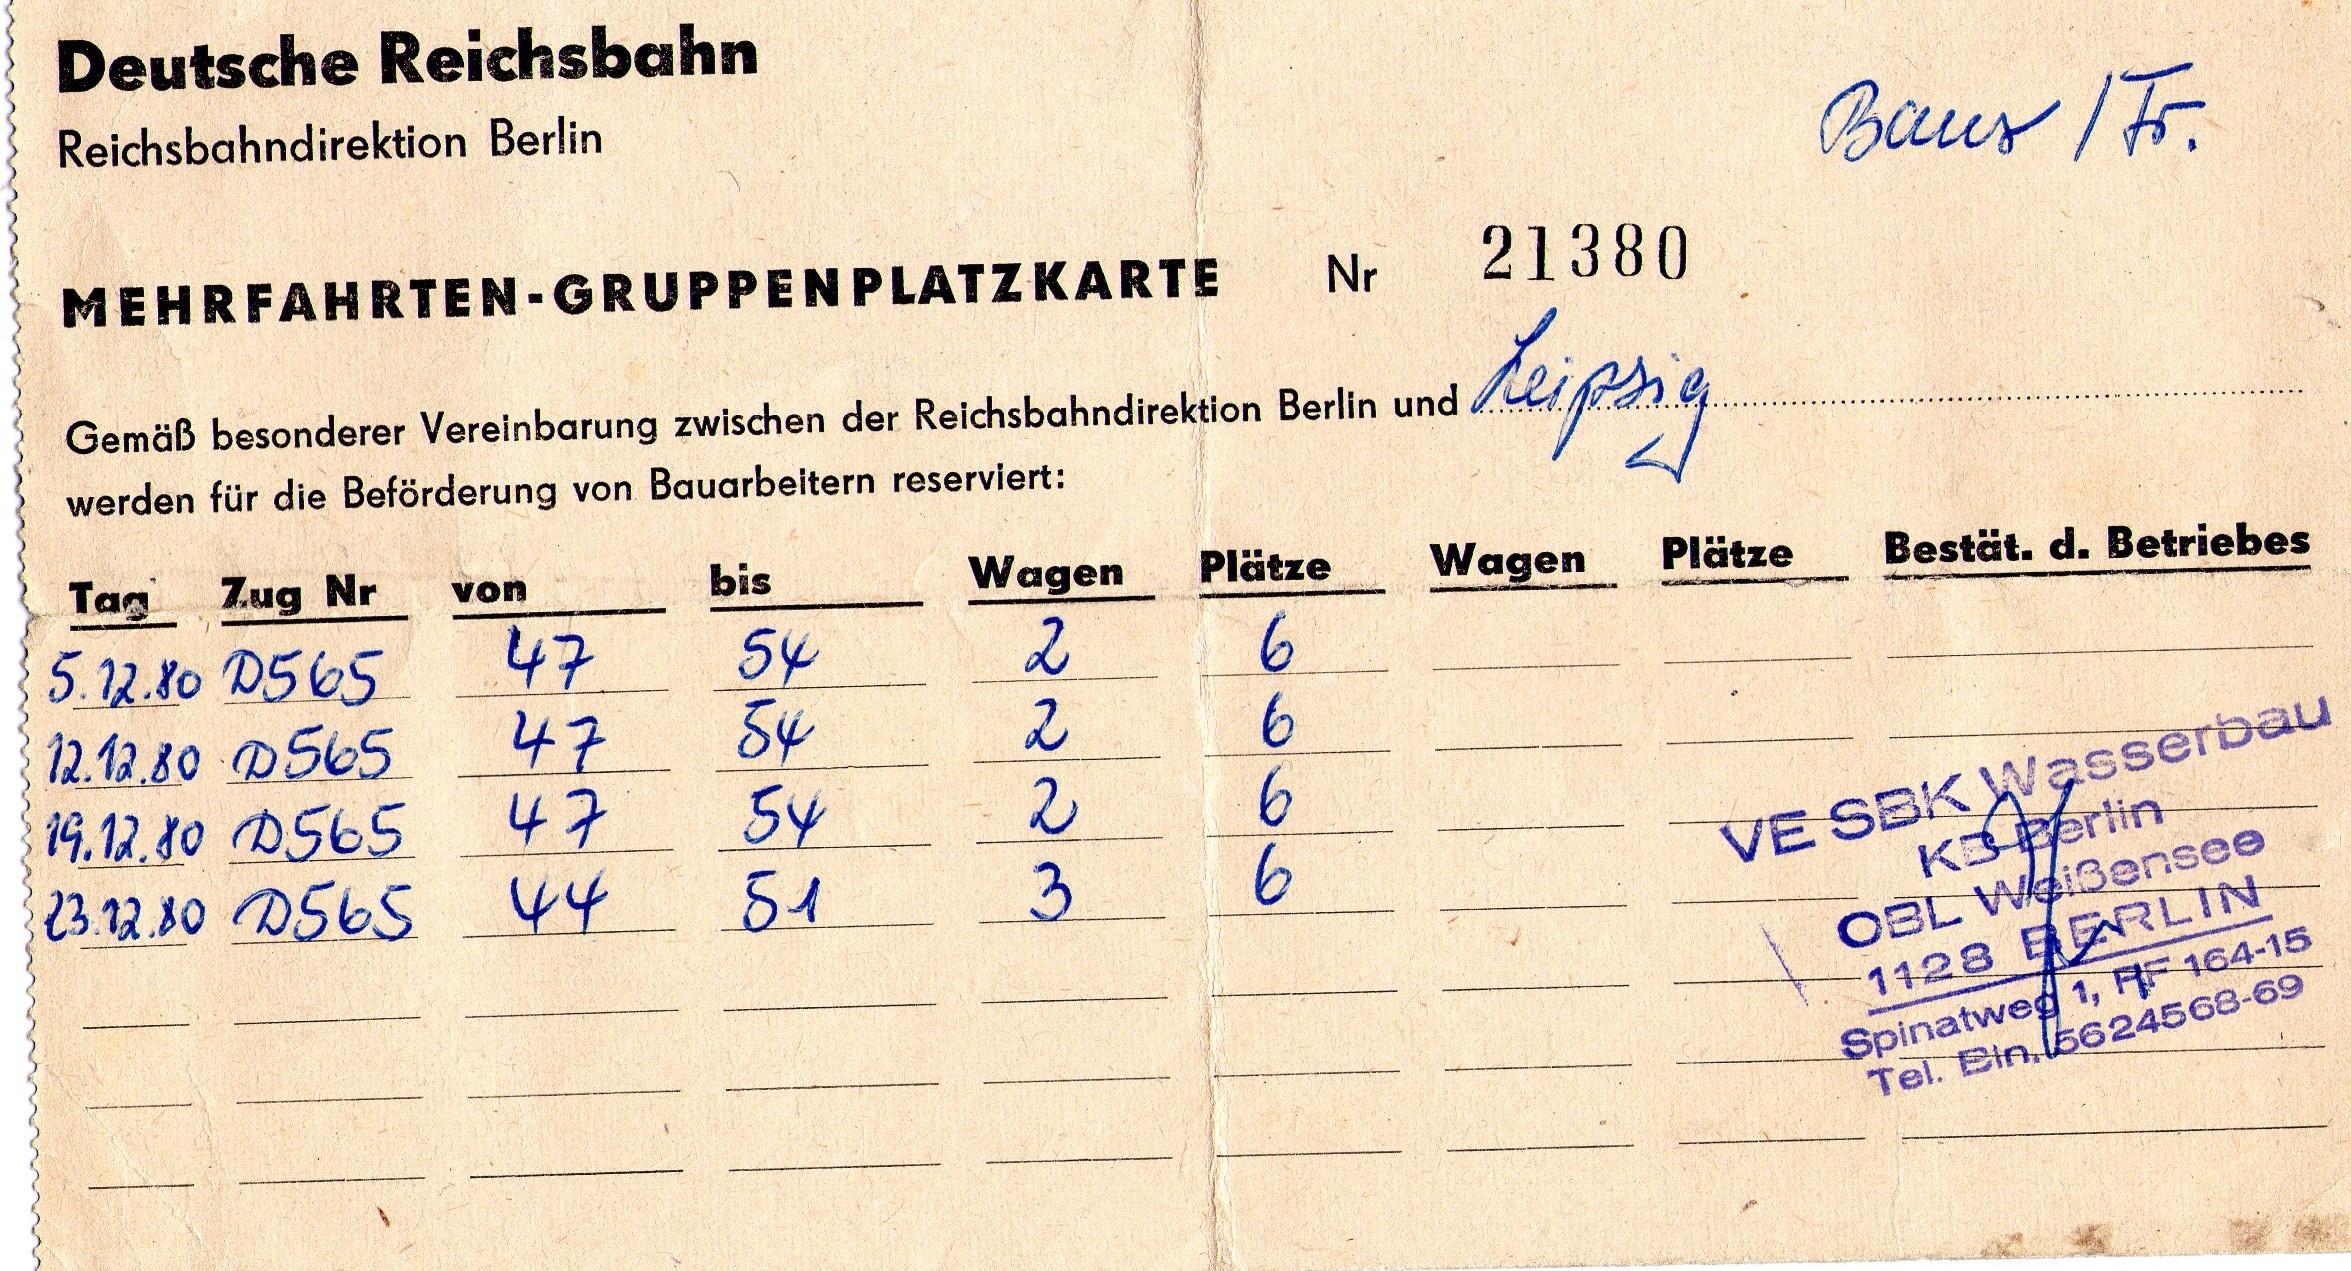 Deutsche Reichsbahn
Reichsbahndirektion Berlin
/ Fr.
MEHRFAHRTEN-GRUPPENPLATZKARTE Nr 21380
Gemäß besonderer Vereinbarung zwischen der Reichsbahndirektion Berlin und Leipzig
werden für die Beförderung von Bauarbeitern reserviert:
Tag Zug Nr von bis Wagen Plätze Wagen Plätze Bestät. d. Betriebes
5.12.80 D565 47 54 2 6
12.12.80 D565 47 54 2 6
19.12.80 D565 47 54 2 6
23.12.80 D565 44 51 3 6
VE SBK Wasserbau
KB Berlin
OBL Weißensee
1128 BERLIN
Spinatweg 1, PF 164-15
Tel. Bln. 5624568-69